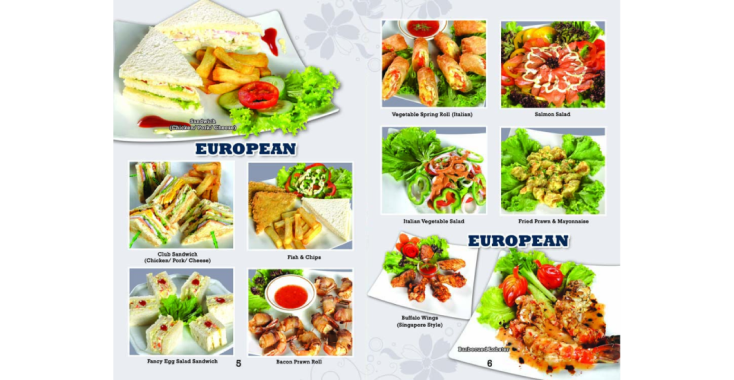 Sandwich
(Chicken/ Pork/ Cheese)
EUROPEAN
Club Sandwich
(Chicken/ Pork/ Cheese)
Fish & Chips
Fancy Egg Salad Sandwich
Bacon Prawn Roll
5
Vegetable Spring Roll (Italian)
Salmon Salad
Italian Vegetable Salad
Fried Prawn & Mayonnaise
EUROPEAN
Buffalo Wings
(Singapore Style)
Barbecued Lobster
6